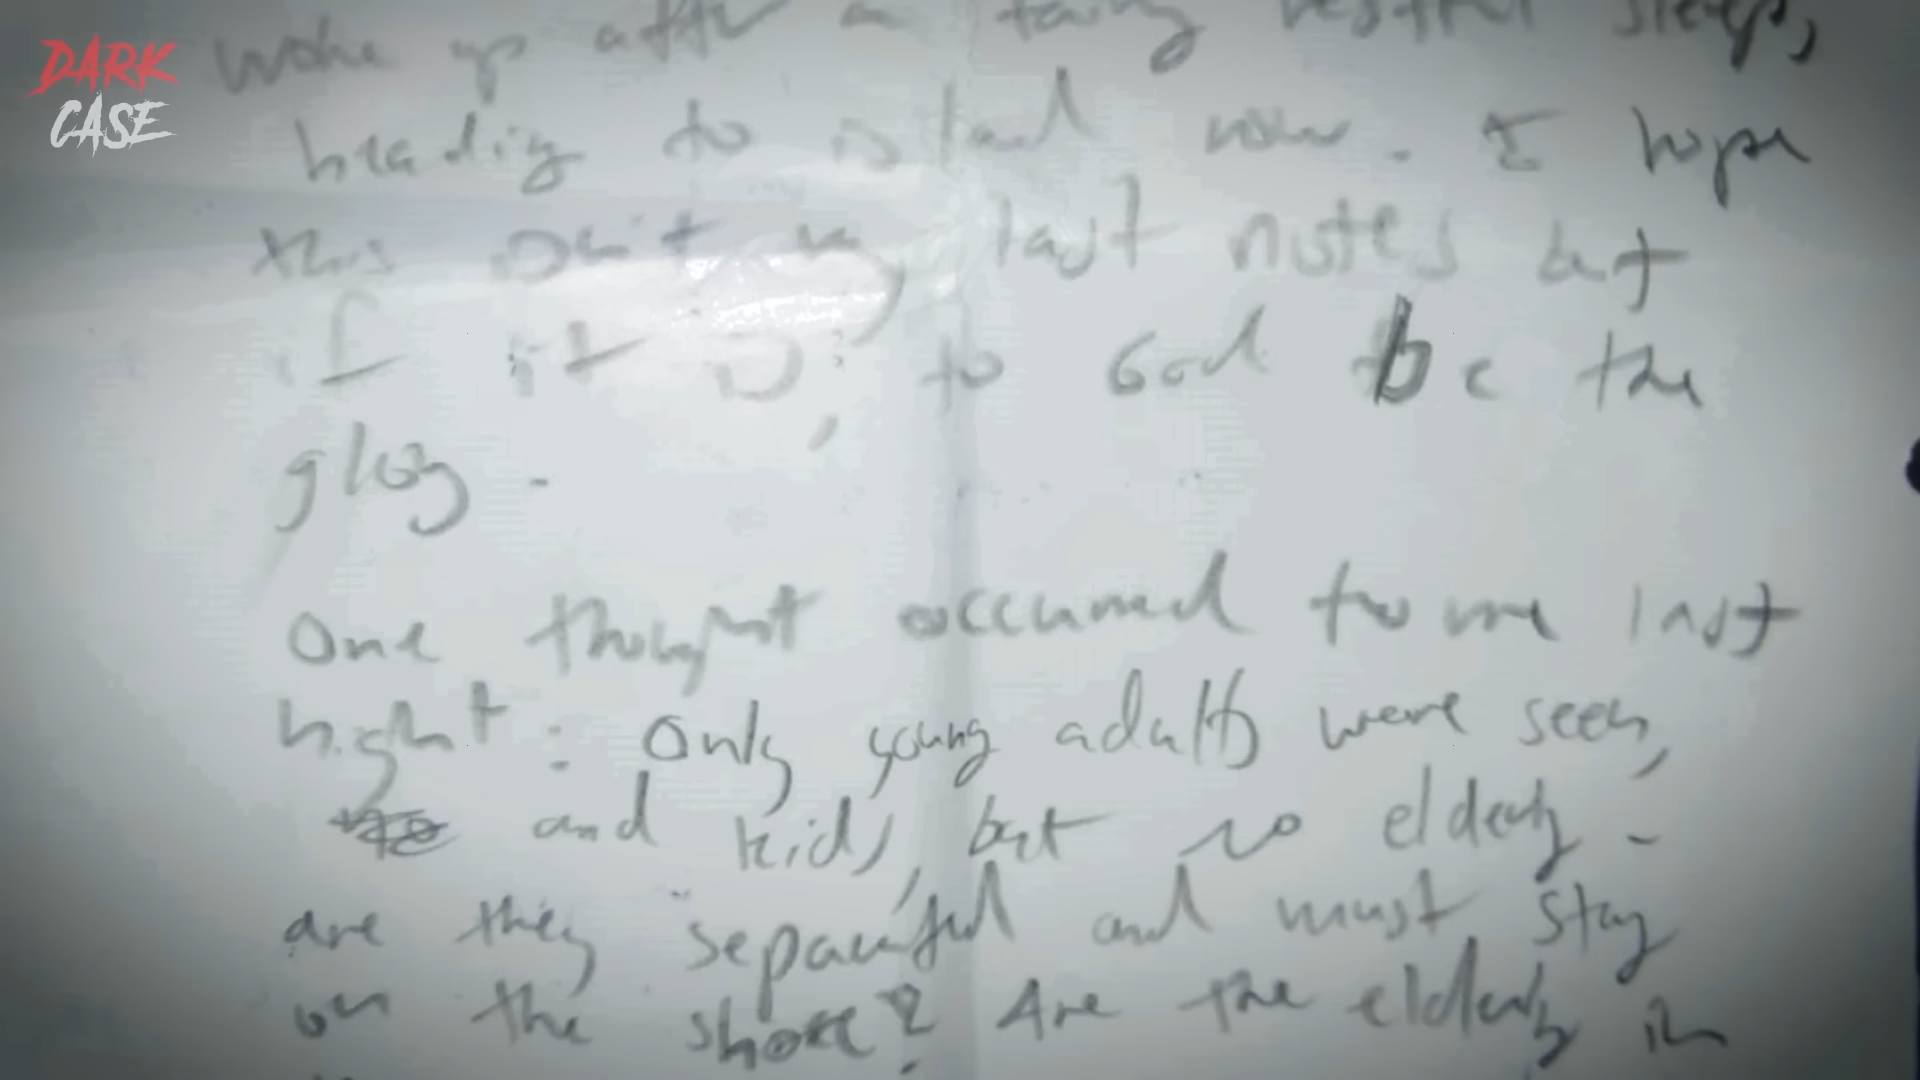 DARK
CASE
woke up after a fairly restful sleep,
heading to island now. I hope
this isn't my last notes but
if it is, to God be the
glory.
One thought occurred to me last
night: only young adults were seen,
and kids, but no elderly.
are they separated and must stay
on the shore? Are the elderly in